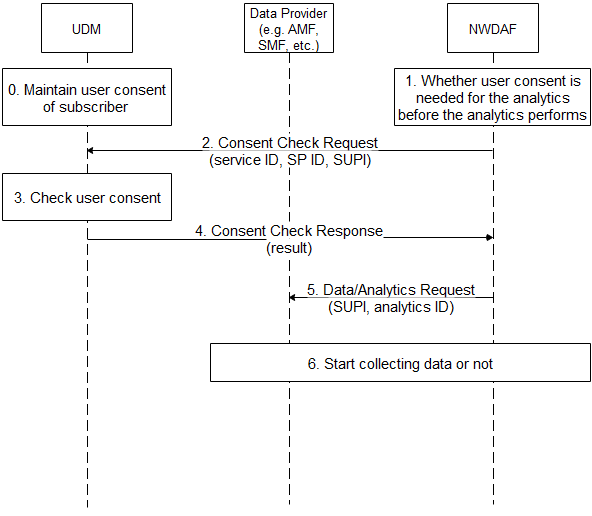 UDM
Data Provider
(e.g. AMF,
SMF, etc.)
NWDAF
0. Maintain user consent
of subscriber
1. Whether user consent is
needed for the analytics
before the analytics performs
2. Consent Check Request
(service ID, SP ID, SUPI)
3. Check user consent
4. Consent Check Response
(result)
5. Data/Analytics Request
(SUPI, analytics ID)
6. Start collecting data or not